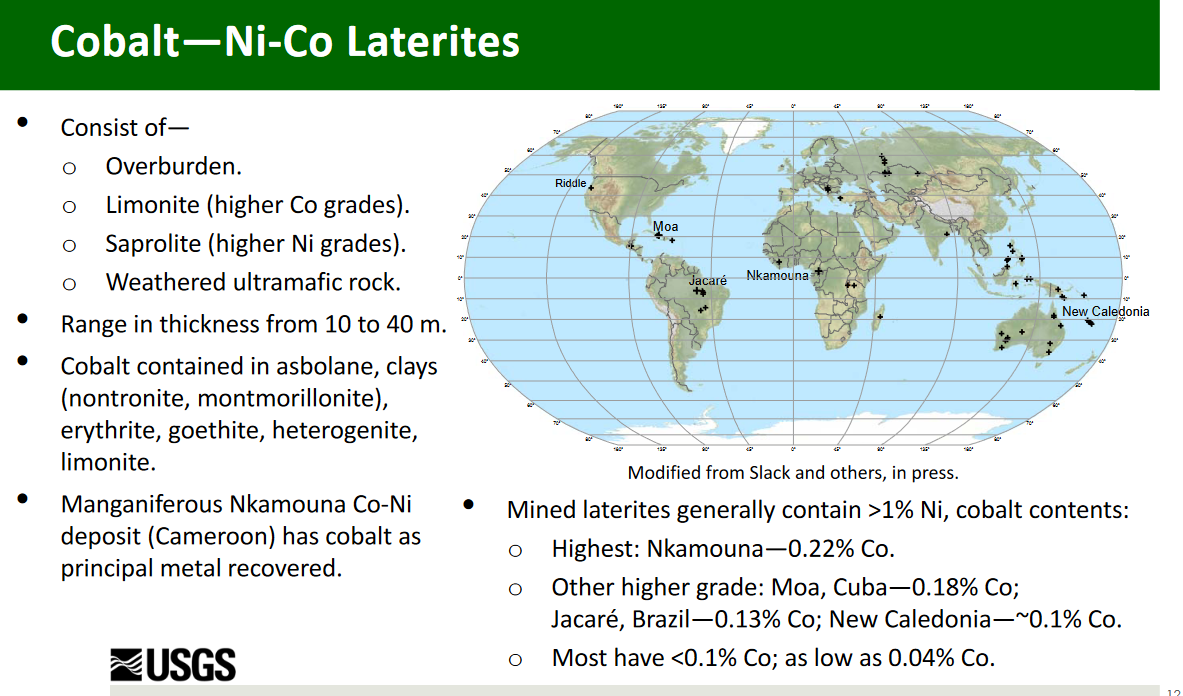 Cobalt—Ni-Co Laterites
• Consist of—
o Overburden.
o Limonite (higher Co grades).
o Saprolite (higher Ni grades).
o Weathered ultramafic rock.
• Range in thickness from 10 to 40 m.
• Cobalt contained in asbolane, clays
(nontronite, montmorillonite),
erythrite, goethite, heterogenite,
limonite.
• Manganiferous Nkamouna Co-Ni
deposit (Cameroon) has cobalt as
principal metal recovered.
Riddle
Moa
Jacaré
Nkamouna
New Caledonia
Modified from Slack and others, in press.
• Mined laterites generally contain >1% Ni, cobalt contents:
o Highest: Nkamouna—0.22% Co.
o Other higher grade: Moa, Cuba—0.18% Co;
Jacaré, Brazil—0.13% Co; New Caledonia—~0.1% Co.
o Most have <0.1% Co; as low as 0.04% Co.
USGS
12